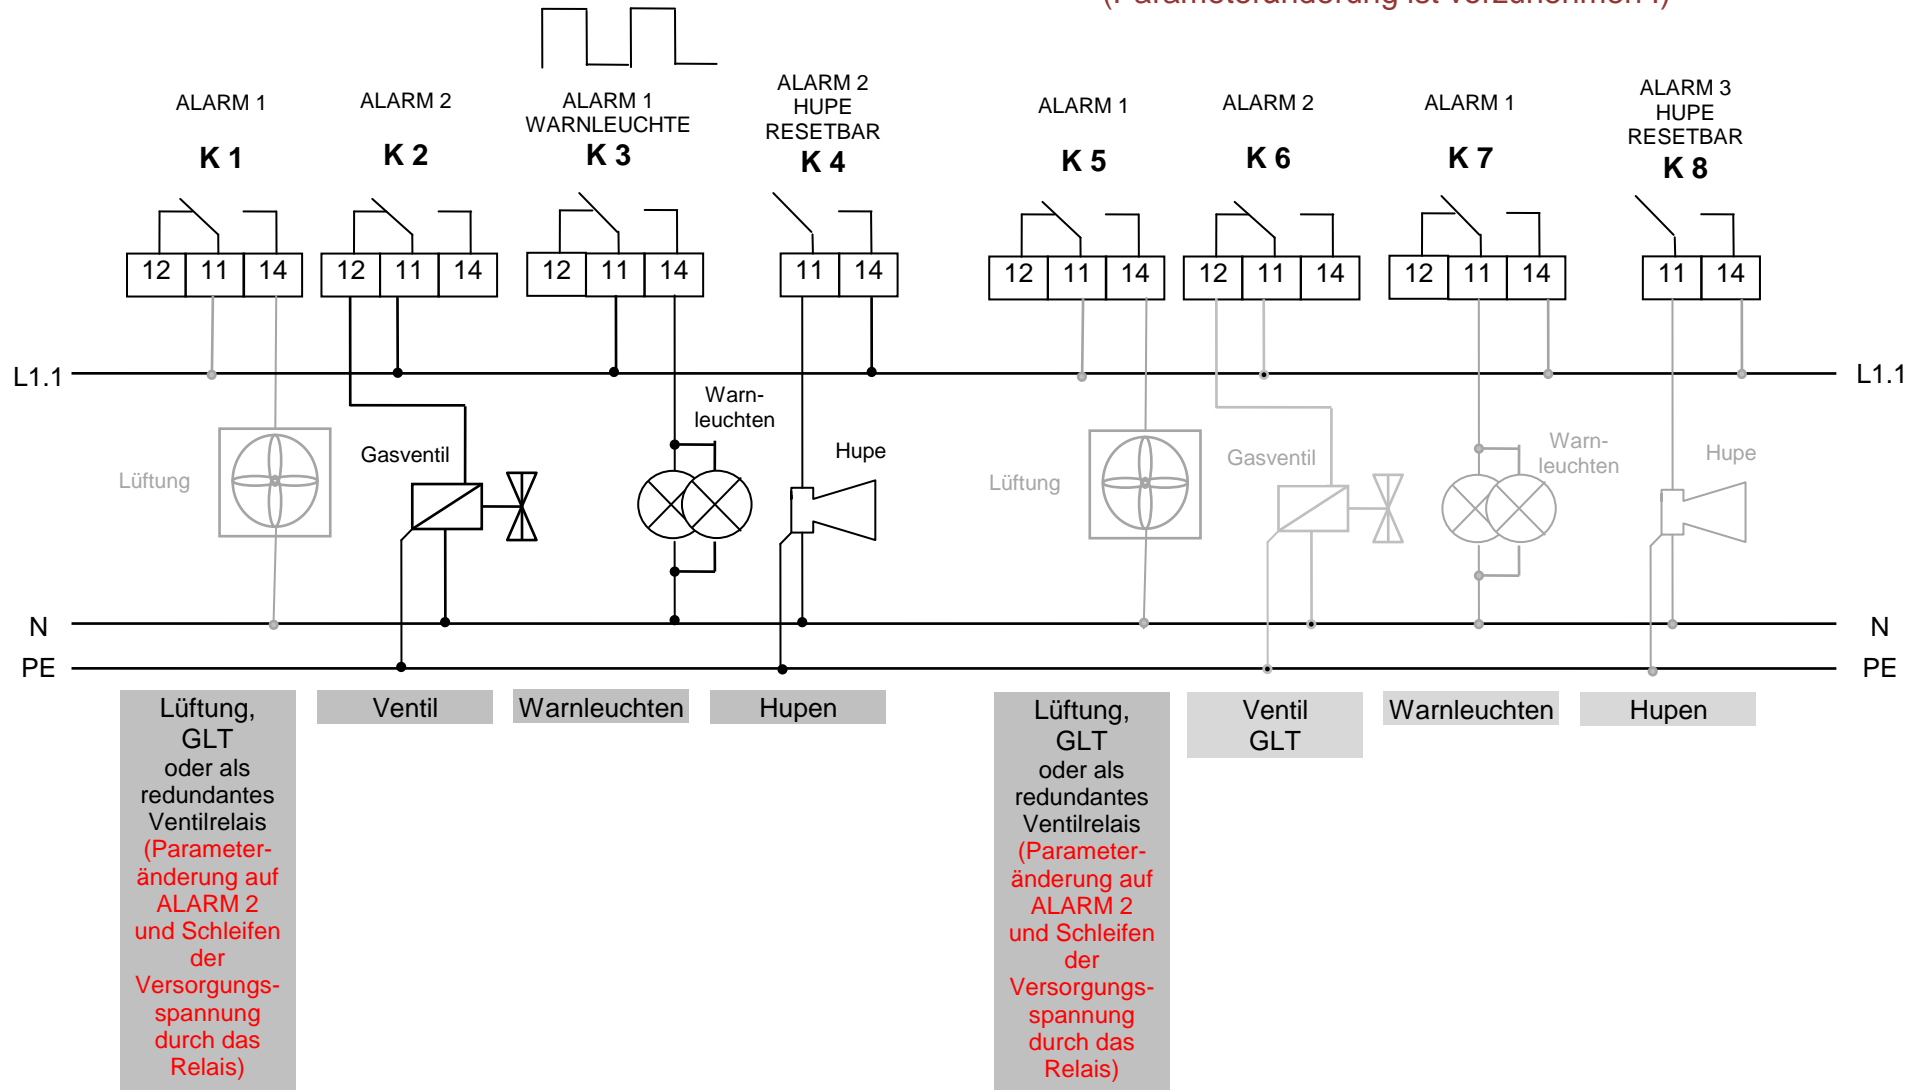 (Parameteränderung ist vorzunehmen !)
ALARM 1
K 1
ALARM 2
K 2
ALARM 1
WARNLEUCHTE
K 3
ALARM 2
HUPE
RESETBAR
K 4
ALARM 1
K 5
ALARM 2
K 6
ALARM 1
K 7
ALARM 3
HUPE
RESETBAR
K 8
12 11 14
12 11 14
12 11 14
11 14
12 11 14
12 11 14
12 11 14
11 14
L1.1
L1.1
Lüftung
Gasventil
Warn-
leuchten
Hupe
Lüftung
Gasventil
Warn-
leuchten
Hupe
N
N
PE
PE
Lüftung,
GLT
oder als
redundantes
Ventilrelais
(Parameter-
änderung auf
ALARM 2
und Schleifen
der
Versorgungs-
spannung
durch das
Relais)
Ventil
Warnleuchten
Hupen
Lüftung,
GLT
oder als
redundantes
Ventilrelais
(Parameter-
änderung auf
ALARM 2
und Schleifen
der
Versorgungs-
spannung
durch das
Relais)
Ventil
GLT
Warnleuchten
Hupen